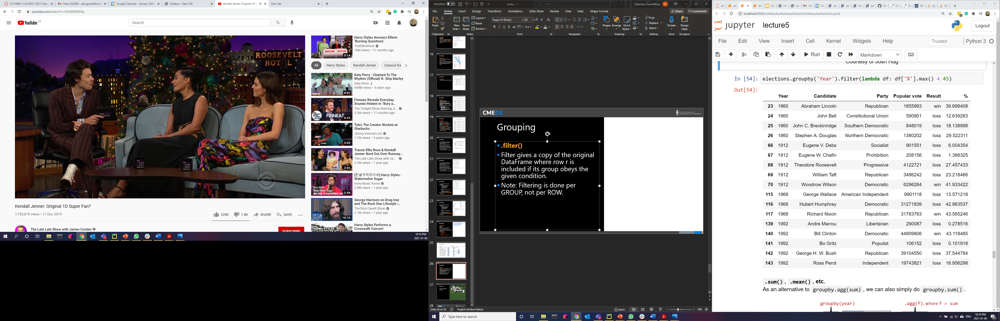 CIV1498H S LEC9301 20211:Spe
Inbox (9,038) - sebi.goodfellow@
Google Calendar - January 2021
Syllabus - Data 100
Kendall Jenner: Original 1D S
New Tab
youtube.com/watch?v=O5rX0A0REHg
YouTube CA
Search
ROOSEVELT
HOTEL
Kendall Jenner: Original 1D Super Fan?
7,755,675 views • 11 Dec 2019
220K
1.8K
SHARE
SAVE
The Late Late Show with James Corden
SUBSCRIBE
BURNING QUESTIONS
3:14
Harry Styles Answers Ellen's
'Burning Questions'
TheEllenShow
10M views • 11 months ago
All
Harry Styles
Kendall Jenner
Carpool Ka
vevo
4:01
Katy Perry - Chained To The
Rhythm (Official) ft. Skip Marley
Katy Perry
659M views • 3 years ago
FINNEAS
6:24
Finneas Reveals Everyday
Sounds Hidden in "Bury a...
The Tonight Show Starring Ji...
5.3M views • 11 months ago
JIMMY
KIMMEL
LIVE!
3:03
Tyler, The Creator Worked at
Starbucks
Jimmy Kimmel Live
7.7M views • 5 years ago
2:42
Tracee Ellis Ross & Kendall
Jenner Nerd Out Over Runway...
The Late Late Show with Ja...
2.3M views • 1 year ago
Harry Styles
Watermelon Sugar
2:58
[한글자막라이브] Harry Styles -
Watermelon Sugar
Sony Music Korea
2.8M views • 1 year ago
DICK
CAVETT
SHOW
10:16
George Harrison on Drug Use
and The Rock Star Lifestyle |...
The Dick Cavett Show
2.1M views • 1 year ago
HARRY STYLES
Harry Styles Performs a
Crosswalk Concert
10:16 PM
2021-01-06
AutoSave Off
Lectu...
Search
Sebastian Goodfellow
SG
File
Home
Insert
Design
Transitions
Animations
Slide Show
Review
View
Help
Shape Format
Share
Comments
Paste
New
Slide
Reuse
Slides
Layout
Reset
Section
Segoe UI (Body)
28
Shapes
Arrange
Quick
Styles
Find
Replace
Select
Dictate
Design
Ideas
Clipboard
Slides
Font
Paragraph
Drawing
Editing
Voice
Designer
16
17
18
19
20
21
22
23
24
25
26
27
28
CMEDS
UNIVERSITY OF TORONTO
Grouping
.filter()
Filter gives a copy of the original
DataFrame where row r is
included if its group obeys the
given condition.
Note: Filtering is done per
GROUP, not per ROW.
Slide 26 of 28
English (United States)
Notes
79%
Type here to search
localhost:8888/notebooks/lectures/lecture5/notebooks/lecture5.ipynb
jupyter lecture5
Logout
File Edit View Insert Cell Kernel Widgets Help
Trusted
Python 3
Run
Markdown
Courtesy of Josh Hug
In [54]: elections.groupby('Year').filter(lambda df: df['%'].max() < 45)
Out[54]:
Year Candidate Party Popular vote Result %
23 1860 Abraham Lincoln Republican 1855993 win 39.699408
24 1860 John Bell Constitutional Union 590901 loss 12.639283
25 1860 John C. Breckinridge Southern Democratic 848019 loss 18.138998
26 1860 Stephen A. Douglas Northern Democratic 1380202 loss 29.522311
66 1912 Eugene V. Debs Socialist 901551 loss 6.004354
67 1912 Eugene W. Chafin Prohibition 208156 loss 1.386325
68 1912 Theodore Roosevelt Progressive 4122721 loss 27.457433
69 1912 William Taft Republican 3486242 loss 23.218466
70 1912 Woodrow Wilson Democratic 6296284 win 41.933422
115 1968 George Wallace American Independent 9901118 loss 13.571218
116 1968 Hubert Humphrey Democratic 31271839 loss 42.863537
117 1968 Richard Nixon Republican 31783783 win 43.565246
139 1992 Andre Marrou Libertarian 290087 loss 0.278516
140 1992 Bill Clinton Democratic 44909806 win 43.118485
141 1992 Bo Gritz Populist 106152 loss 0.101918
142 1992 George H. W. Bush Republican 39104550 loss 37.544784
143 1992 Ross Perot Independent 19743821 loss 18.956298
.sum() , .mean() , etc.
As an alternative to groupby.agg(sum) , we can also simply do groupby.sum() .
groupby(year)
.agg(f), where f = sum
ENG
10:16 PM
2021-01-06